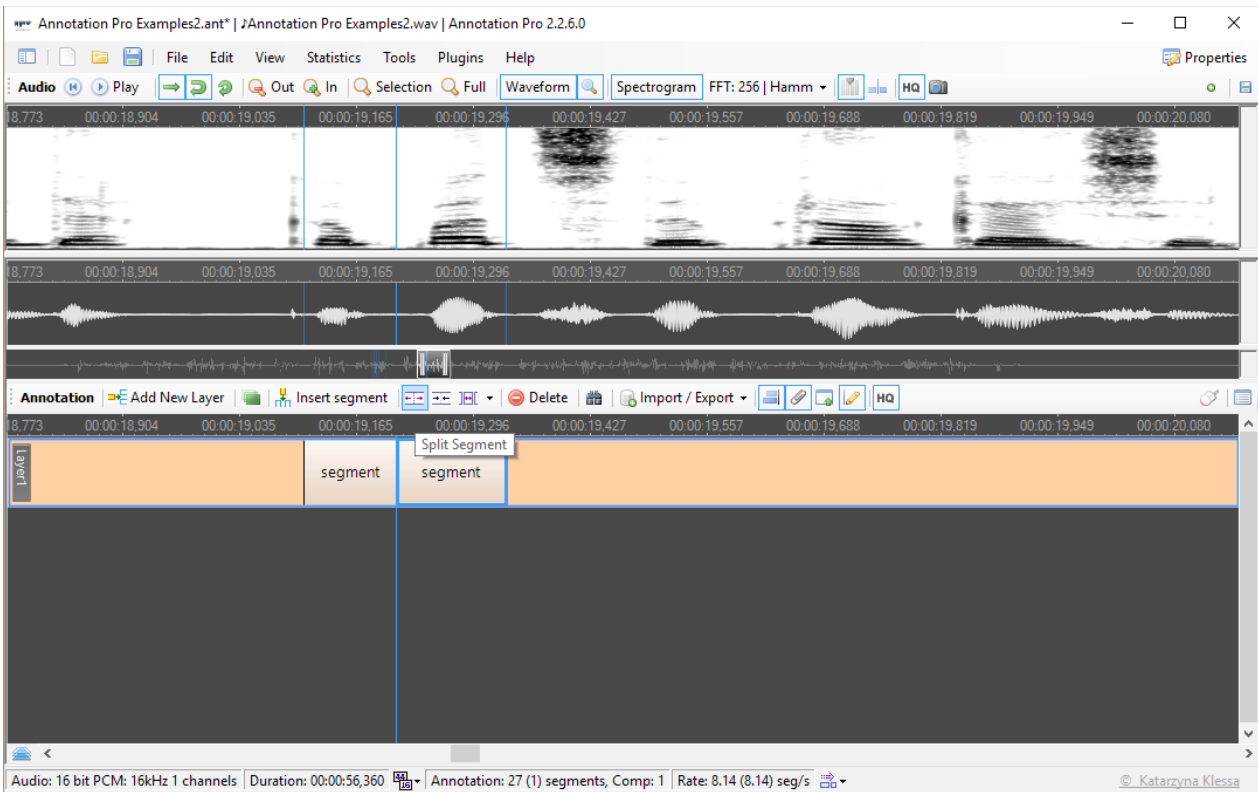 Annotation Pro Examples2.ant* | ♪Annotation Pro Examples2.wav | Annotation Pro 2.2.6.0
File Edit View Statistics Tools Plugins Help Properties
Audio Play Out In Selection Full Waveform Spectrogram FFT: 256 | Hamm HQ
18,773 00:00:18,904 00:00:19,035 00:00:19,165 00:00:19,296 00:00:19,427 00:00:19,557 00:00:19,688 00:00:19,819 00:00:19,949 00:00:20,080
18,773 00:00:18,904 00:00:19,035 00:00:19,165 00:00:19,296 00:00:19,427 00:00:19,557 00:00:19,688 00:00:19,819 00:00:19,949 00:00:20,080
Annotation Add New Layer Insert segment Delete Import / Export HQ
18,773 00:00:18,904 00:00:19,035 00:00:19,165 00:00:19,296 00:00:19,427 00:00:19,557 00:00:19,688 00:00:19,819 00:00:19,949 00:00:20,080
Split Segment
Layer1 segment segment
Audio: 16 bit PCM: 16kHz 1 channels Duration: 00:00:56,360 44 16 Annotation: 27 (1) segments, Comp: 1 Rate: 8.14 (8.14) seg/s © Katarzyna Klessa